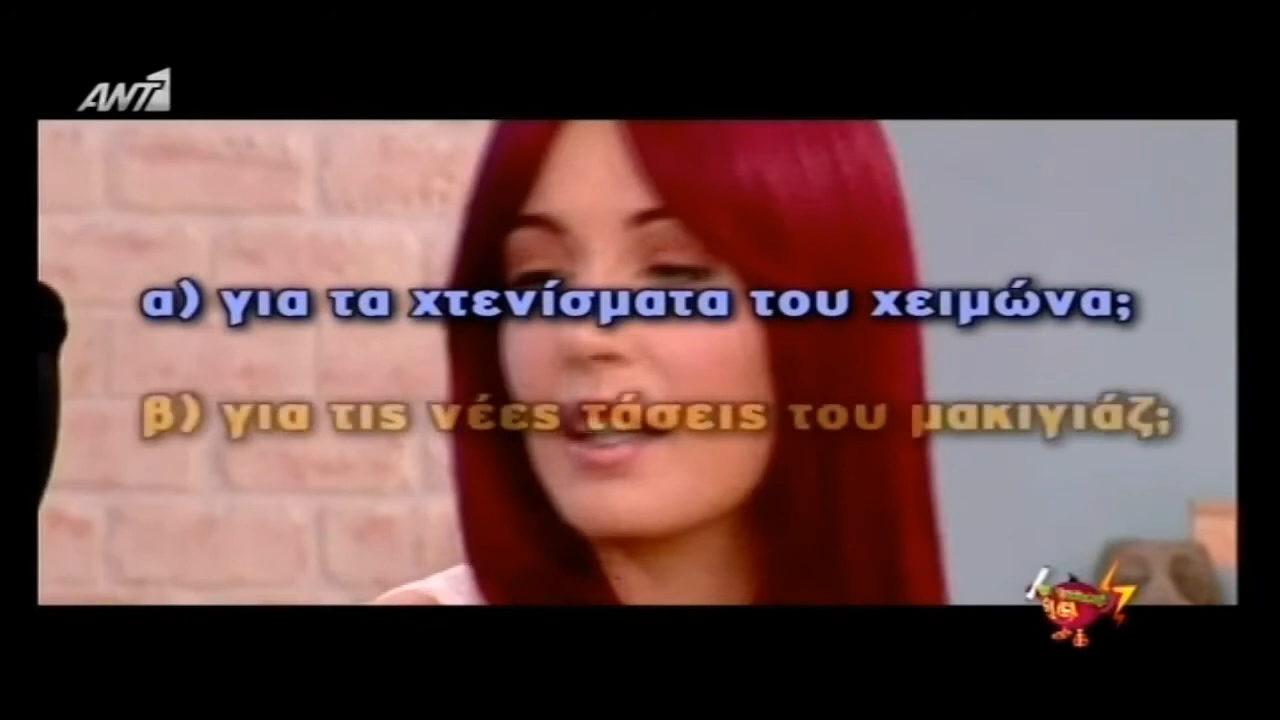 ANT1
α) για τα χτενίσματα του χειμώνα;
β) για τις νέες τάσεις του μακιγιάζ;